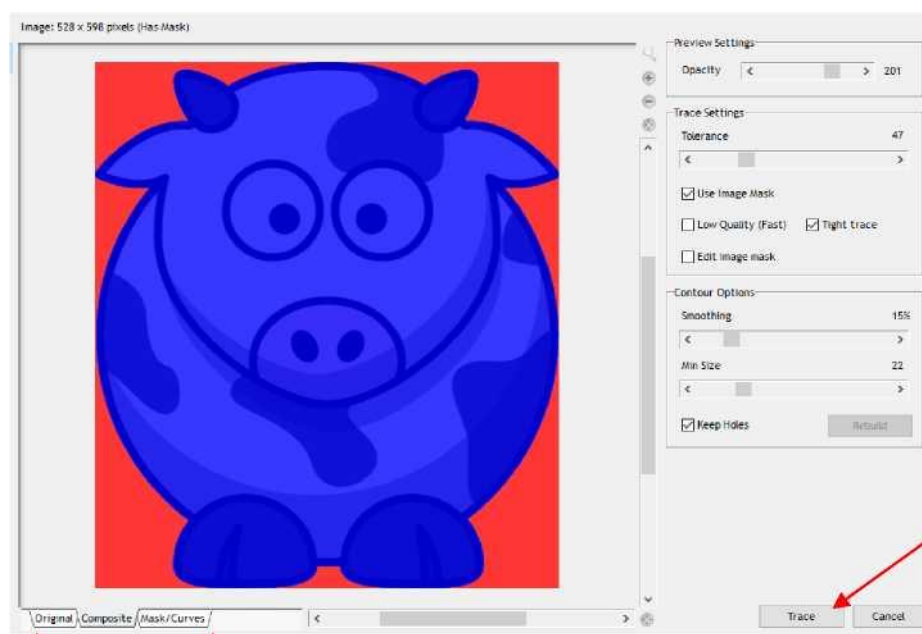 Image: 528 x 598 pixels (Has Mask)
Preview Settings
Opacity < > 201
Trace Settings
Tolerance 47
< >
Use Image Mask
Low Quality (Fast) Tight trace
Edit image mask
Contour Options
Smoothing 15%
< >
Min Size 22
< >
Keep Holes Rebuild
Original Composite Mask/Curves < >
Trace Cancel